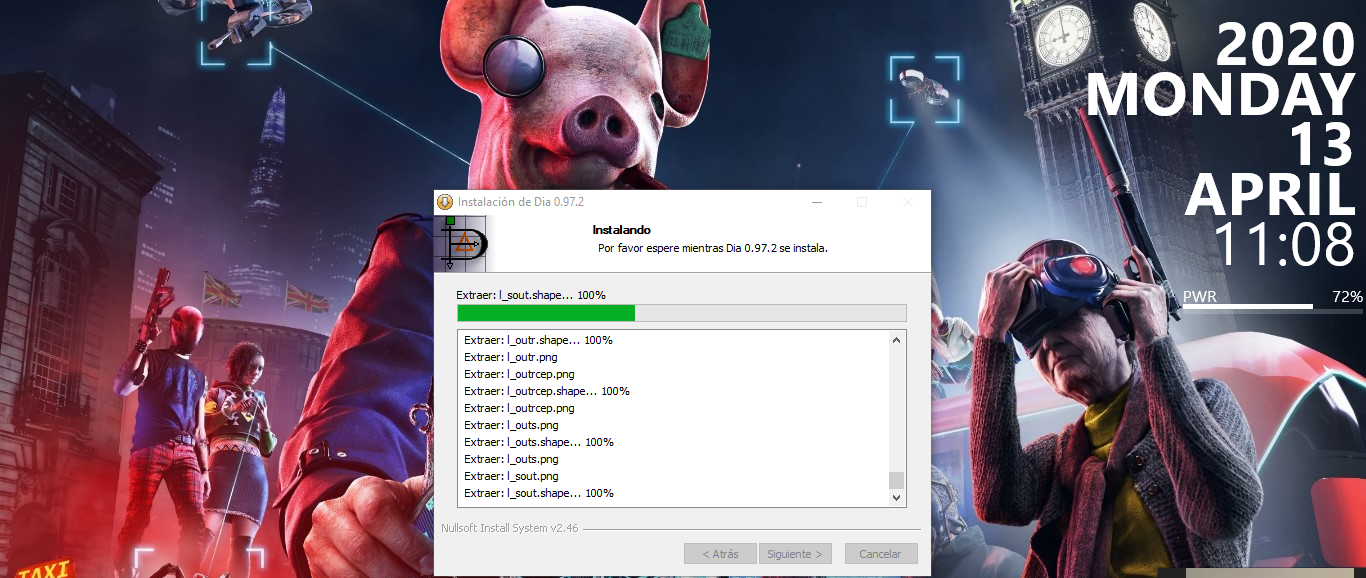 2020
MONDAY
13
APRIL
11:08
PWR 72%
Instalación de Dia 0.97.2
Instalando
Por favor espere mientras Dia 0.97.2 se instala.
Extraer: l_sout.shape... 100%
Extraer: l_outr.shape... 100%
Extraer: l_outr.png
Extraer: l_outrcep.png
Extraer: l_outrcep.shape... 100%
Extraer: l_outrcep.png
Extraer: l_outs.png
Extraer: l_outs.shape... 100%
Extraer: l_outs.png
Extraer: l_sout.png
Extraer: l_sout.shape... 100%
Nullsoft Install System v2.46
< Atrás Siguiente > Cancelar
TAXI